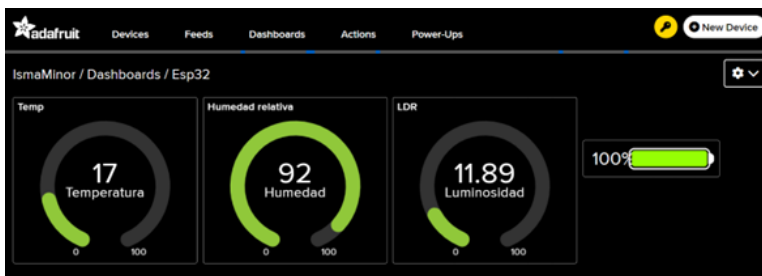 adafruit Devices Feeds Dashboards Actions Power-Ups New Device
IsmaMinor / Dashboards / Esp32
Temp
17
Temperatura
0 100
Humedad relativa
92
Humedad
0 100
LDR
11.89
Luminosidad
0 100
100%